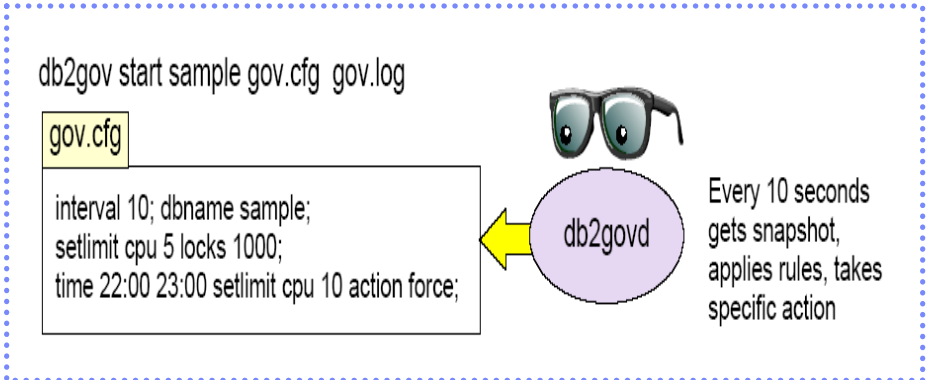 db2gov start sample gov.cfg gov.log
gov.cfg
interval 10; dbname sample;
setlimit cpu 5 locks 1000;
time 22:00 23:00 setlimit cpu 10 action force;
db2govd
Every 10 seconds
gets snapshot,
applies rules, takes
specific action